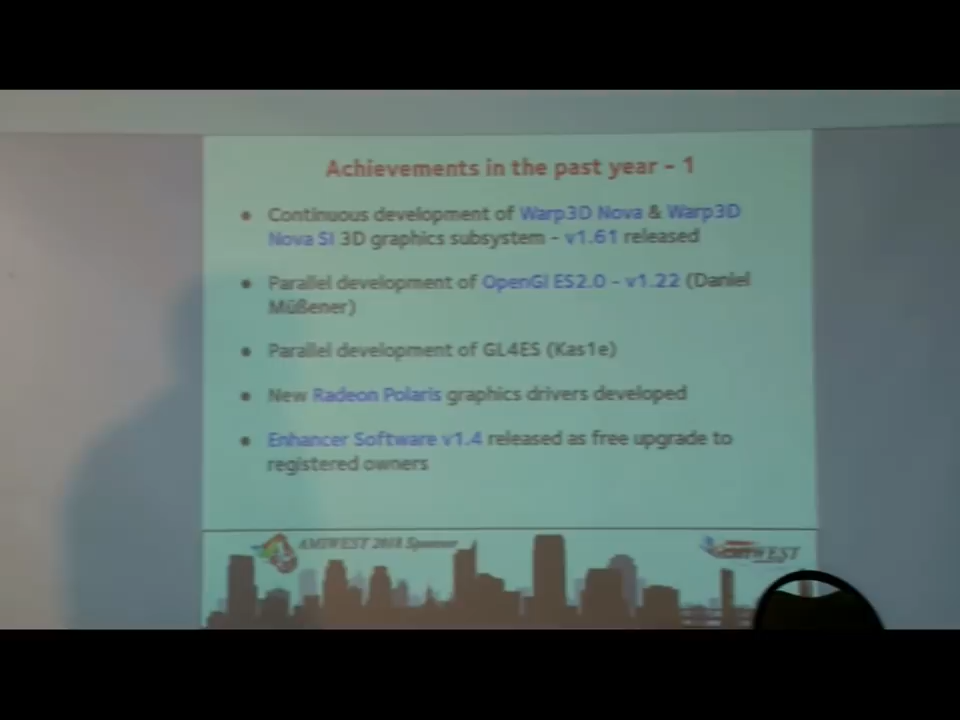 Achievements in the past year – 1
• Continuous development of Warp3D Nova & Warp3D
Nova SI 3D graphics subsystem – v1.61 released
• Parallel development of OpenGl ES2.0 – v1.22 (Daniel
Müßener)
• Parallel development of GL4ES (Kas1e)
• New Radeon Polaris graphics drivers developed
• Enhancer Software v1.4 released as free upgrade to
registered owners
AMIWEST 2018 Sponsor
AMIWEST